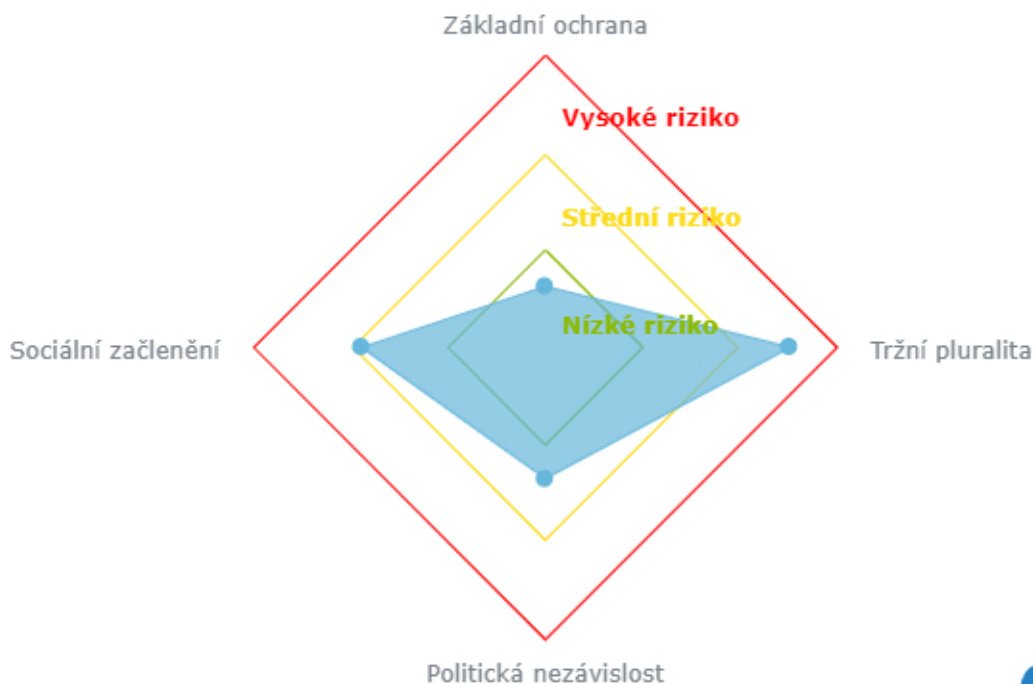 Základní ochrana
Vysoké riziko
Střední riziko
Nízké riziko
Sociální začlenění
Tržní pluralita
Politická nezávislost